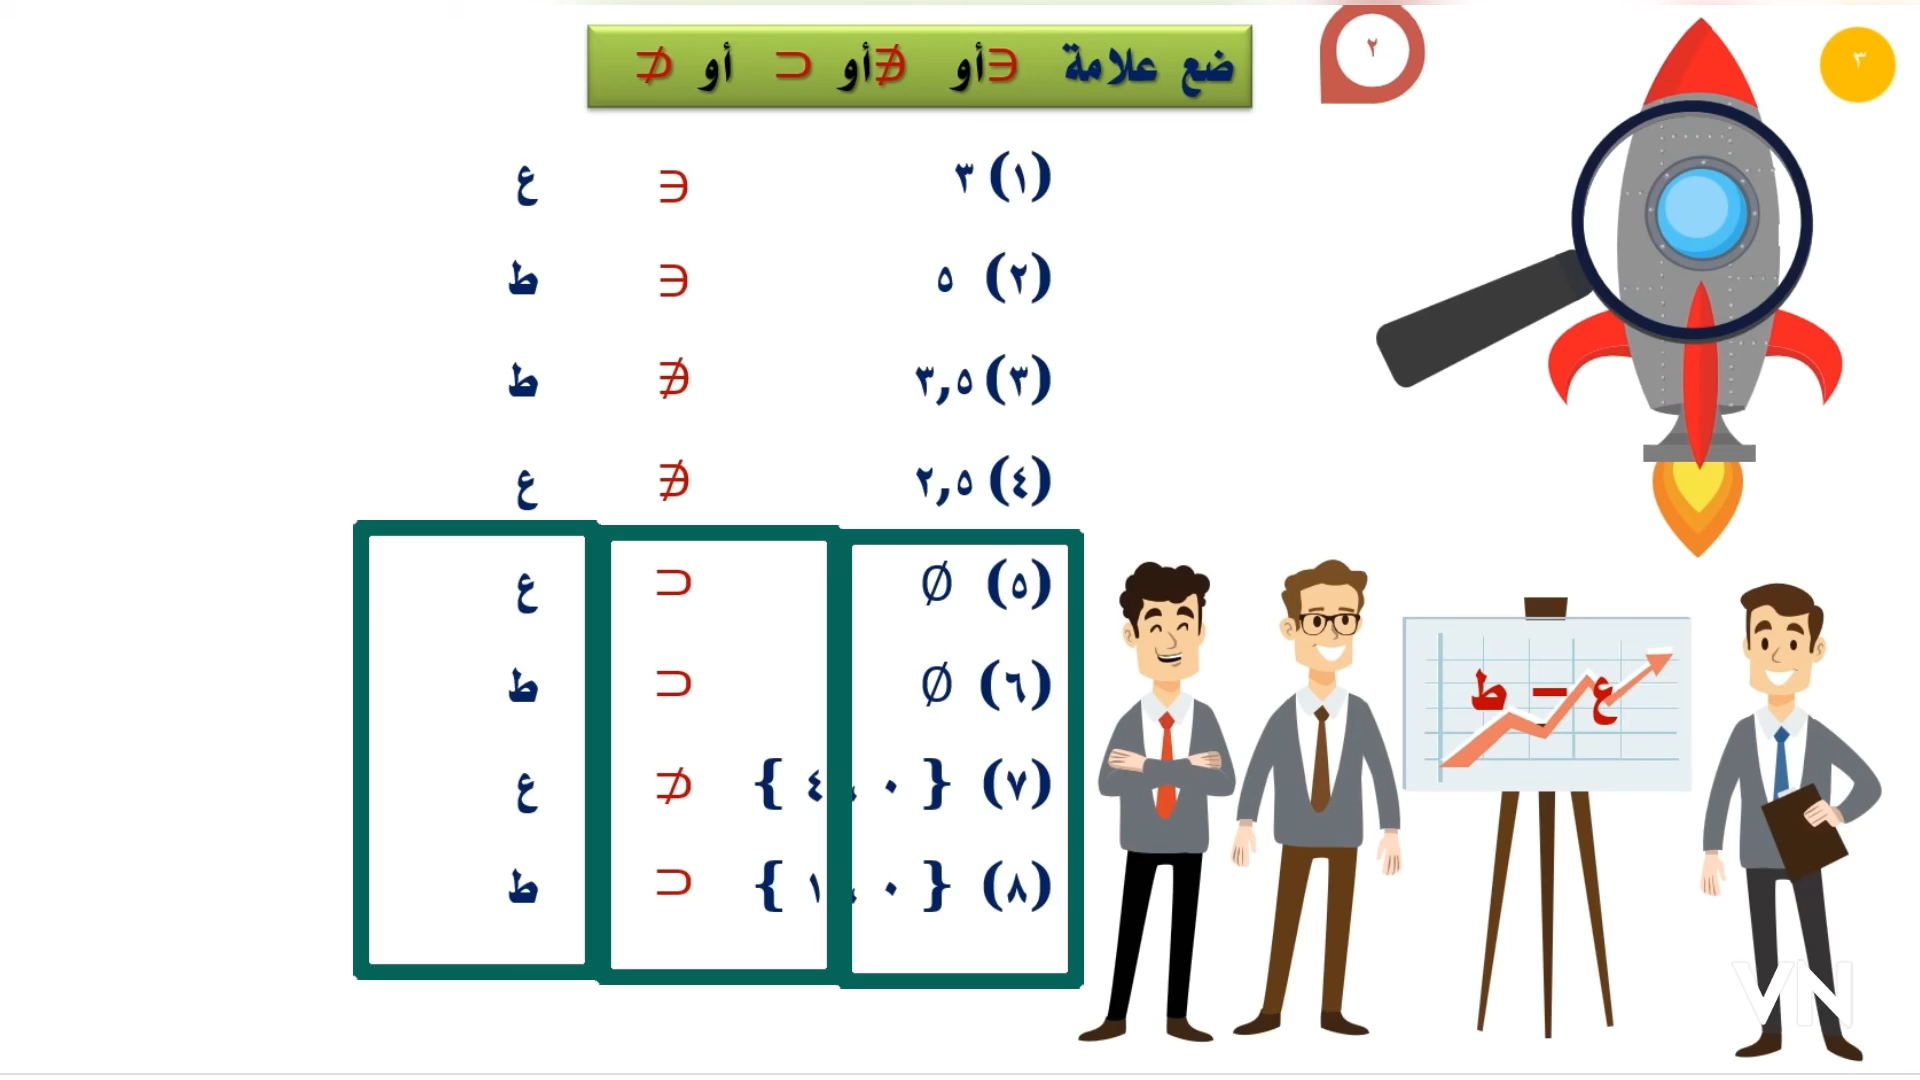 ضع علامة ∋ أو ∌ أو ⊃ أو ⊅
٢
٣
(١) ٣ ∋ ع
(٢) ٥ ∋ ط
(٣) ٣,٥ ∌ ط
(٤) ٢,٥ ∌ ع
(٥) ∅ ⊃ ع
(٦) ∅ ⊃ ط
(٧) { ٠ ، ٤ } ⊅ ع
(٨) { ٠ ، ١ } ⊃ ط
ع – ط
VN